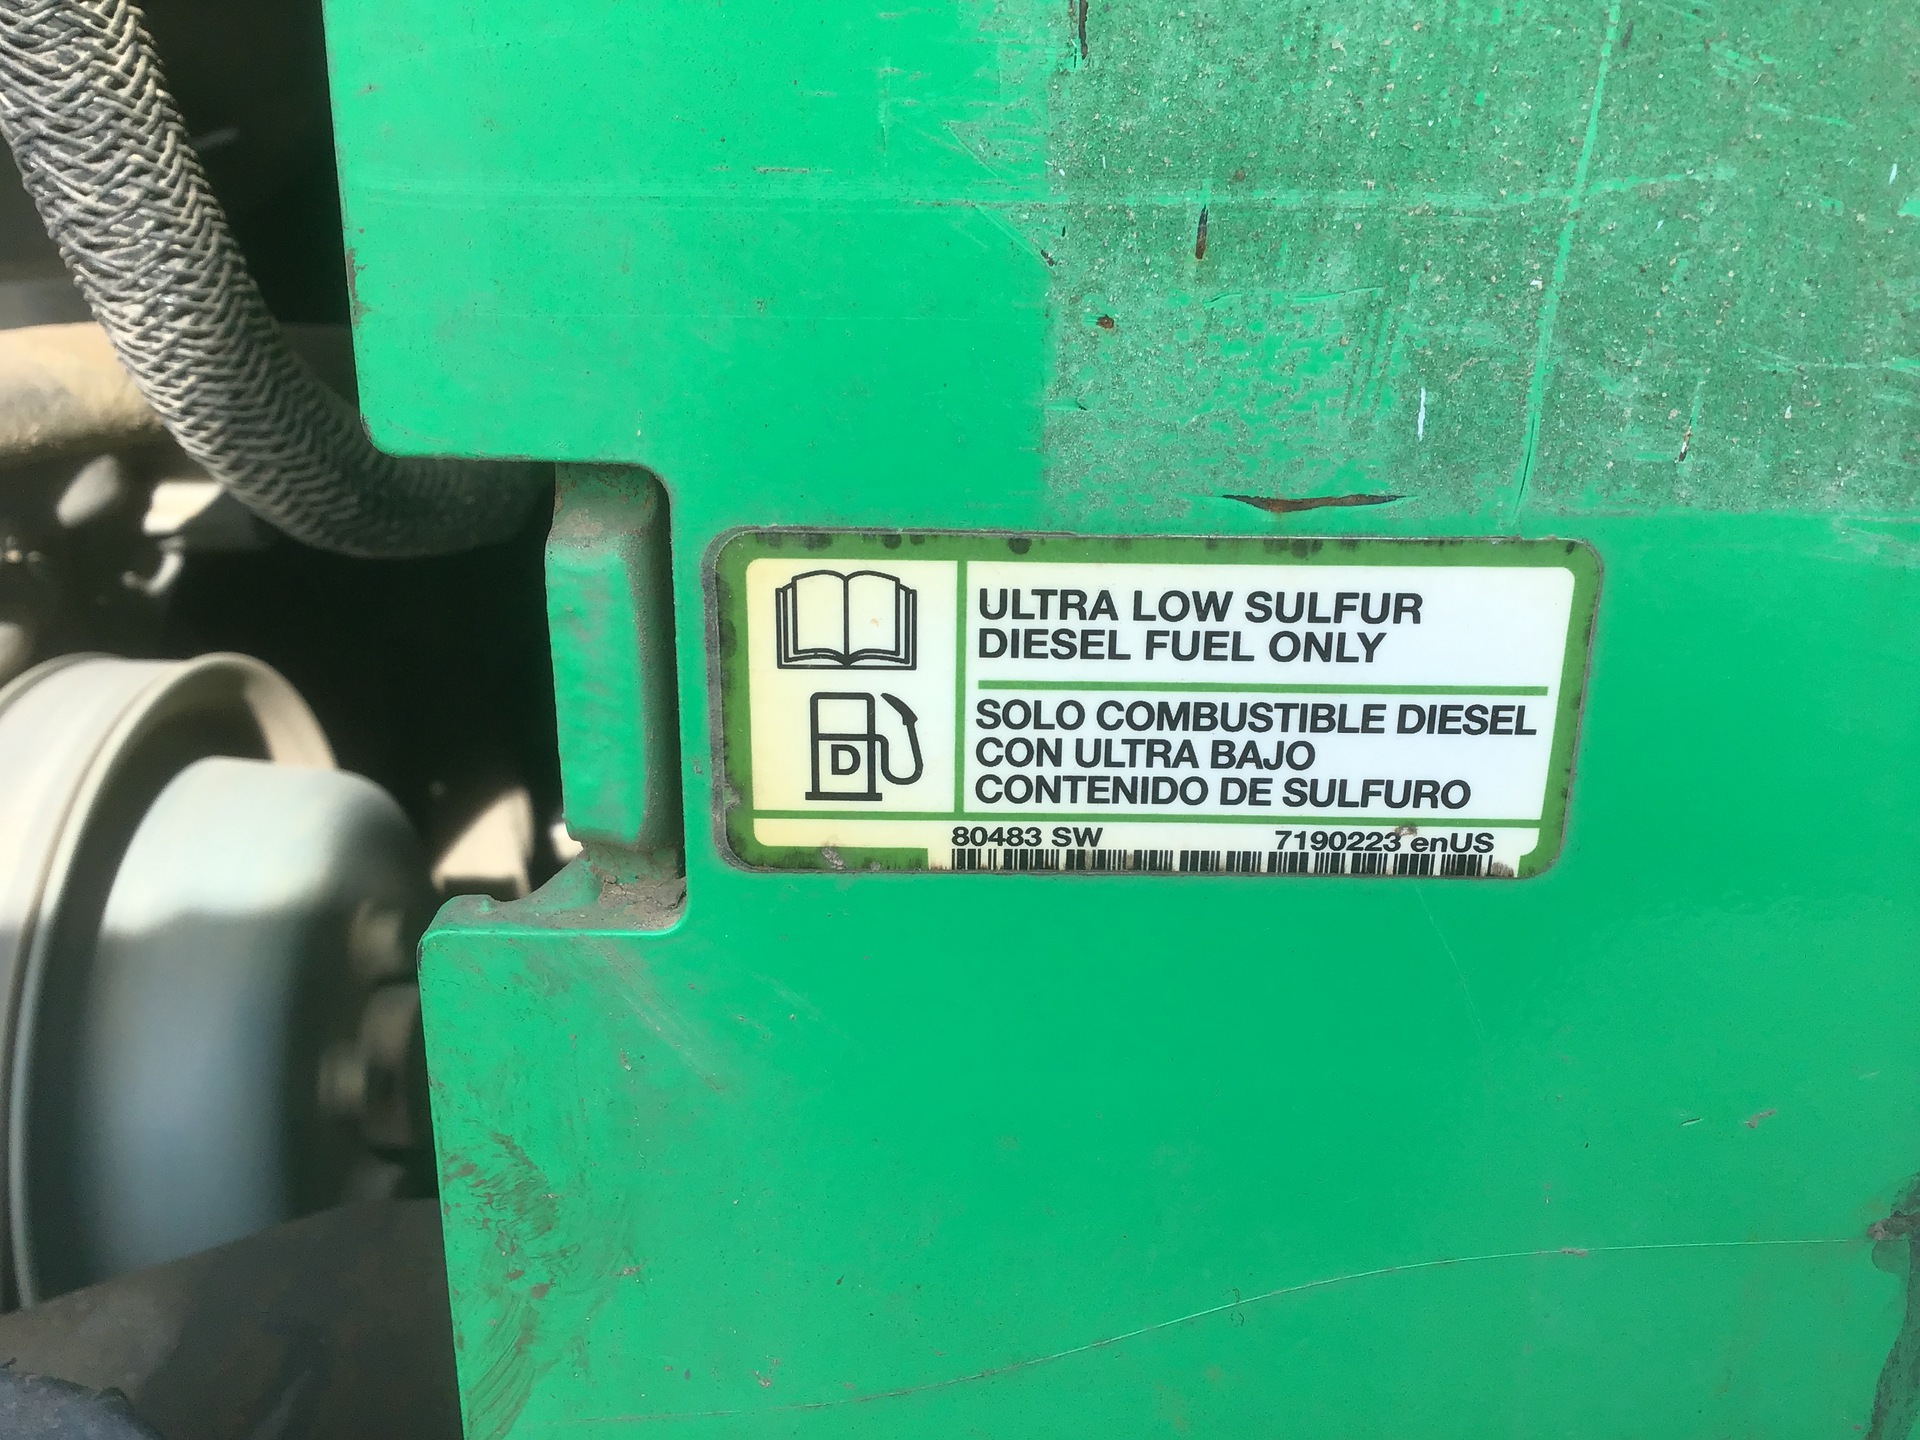 ULTRA LOW SULFUR
DIESEL FUEL ONLY
D
SOLO COMBUSTIBLE DIESEL
CON ULTRA BAJO
CONTENIDO DE SULFURO
80483 SW 7190223 enUS